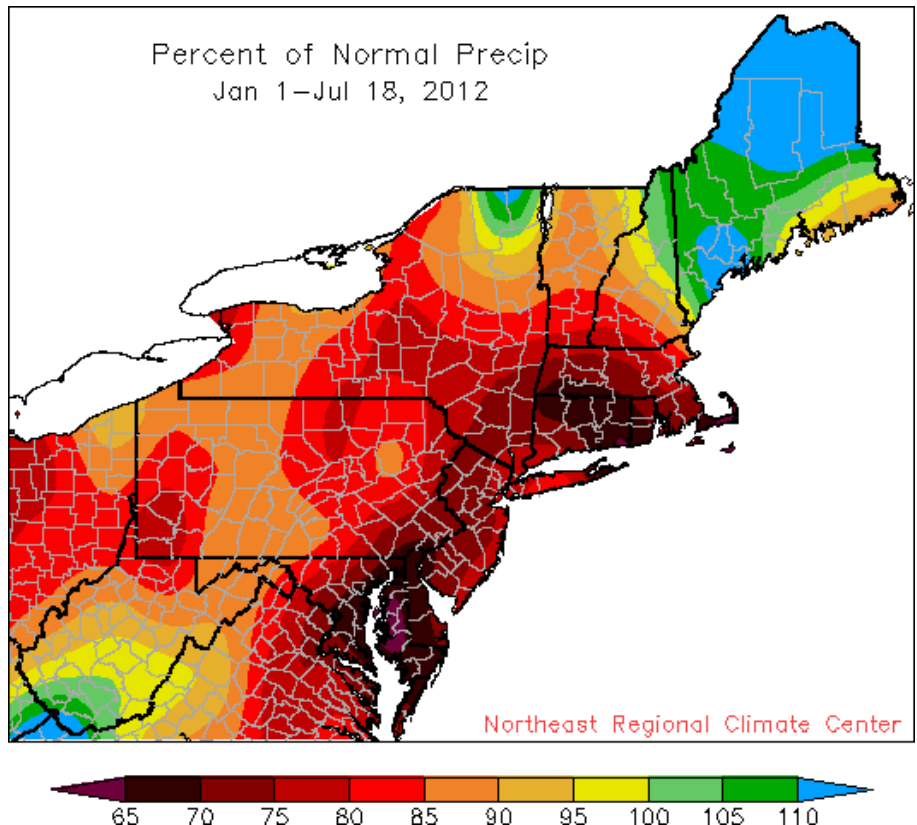 Percent of Normal Precip
Jan 1-Jul 18, 2012
Northeast Regional Climate Center
65 70 75 80 85 90 95 100 105 110